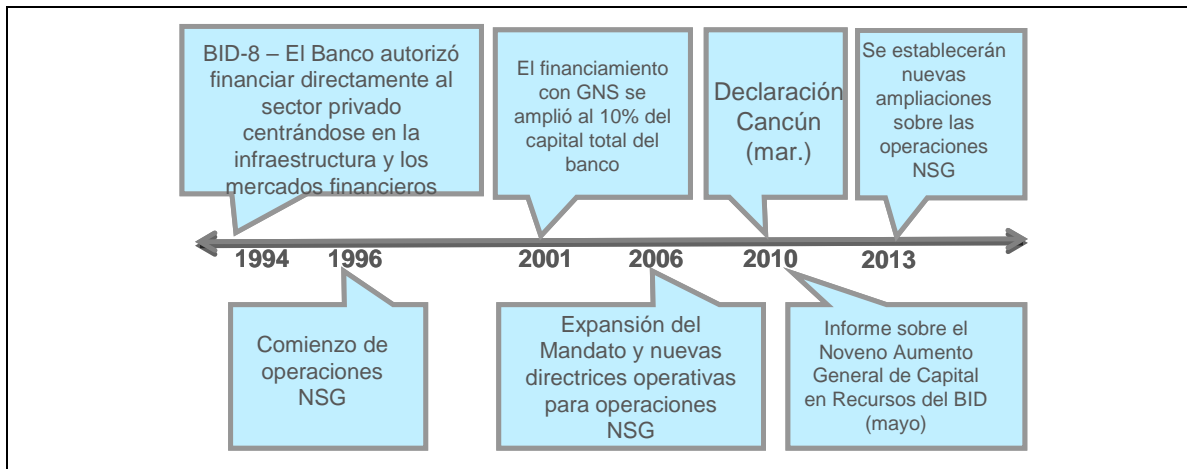 BID-8 – El Banco autorizó
financiar directamente al
sector privado
centrándose en la
infraestructura y los
mercados financieros
El financiamiento
con GNS se
amplió al 10% del
capital total del
banco
Declaración
Cancún
(mar.)
Se establecerán
nuevas
ampliaciones
sobre las
operaciones
NSG
1994 1996 2001 2006 2010 2013
Comienzo de
operaciones
NSG
Expansión del
Mandato y nuevas
directrices operativas
para operaciones
NSG
Informe sobre el
Noveno Aumento
General de Capital
en Recursos del BID
(mayo)